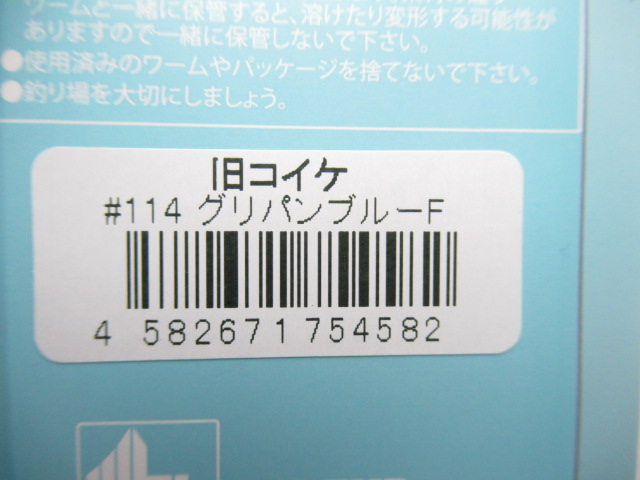 ワームと一緒に保管すると、溶けたり変形する可能性が
ありますので一緒に保管しないで下さい。
●使用済みのワームやパッケージを捨てないで下さい。
●釣り場を大切にしましょう。
旧コイケ
#114 グリパンブルーF
4 582671 754582